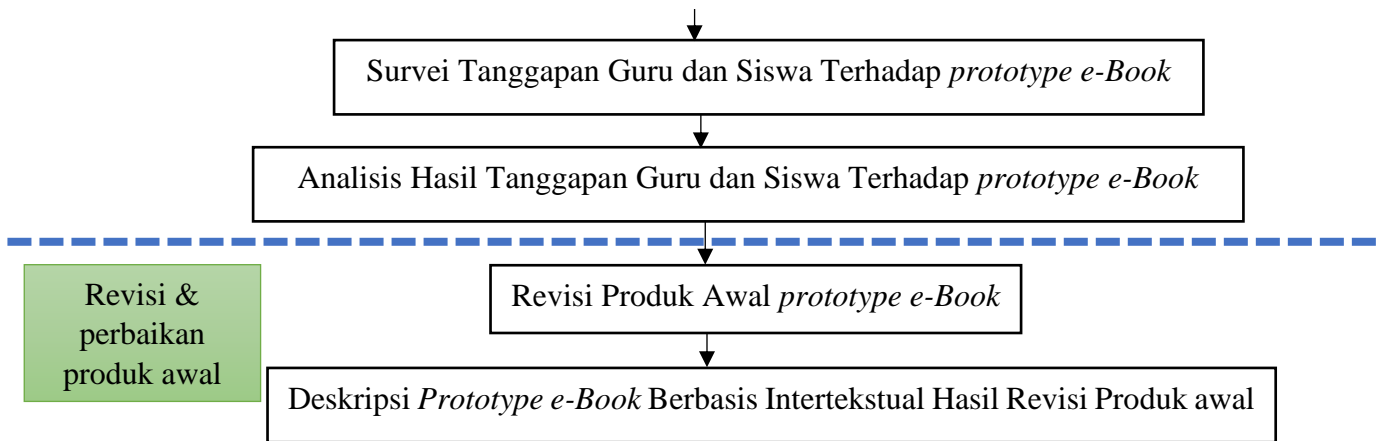 Survei Tanggapan Guru dan Siswa Terhadap prototype e-Book
Analisis Hasil Tanggapan Guru dan Siswa Terhadap prototype e-Book
Revisi &
perbaikan
produk awal
Revisi Produk Awal prototype e-Book
Deskripsi Prototype e-Book Berbasis Intertekstual Hasil Revisi Produk awal